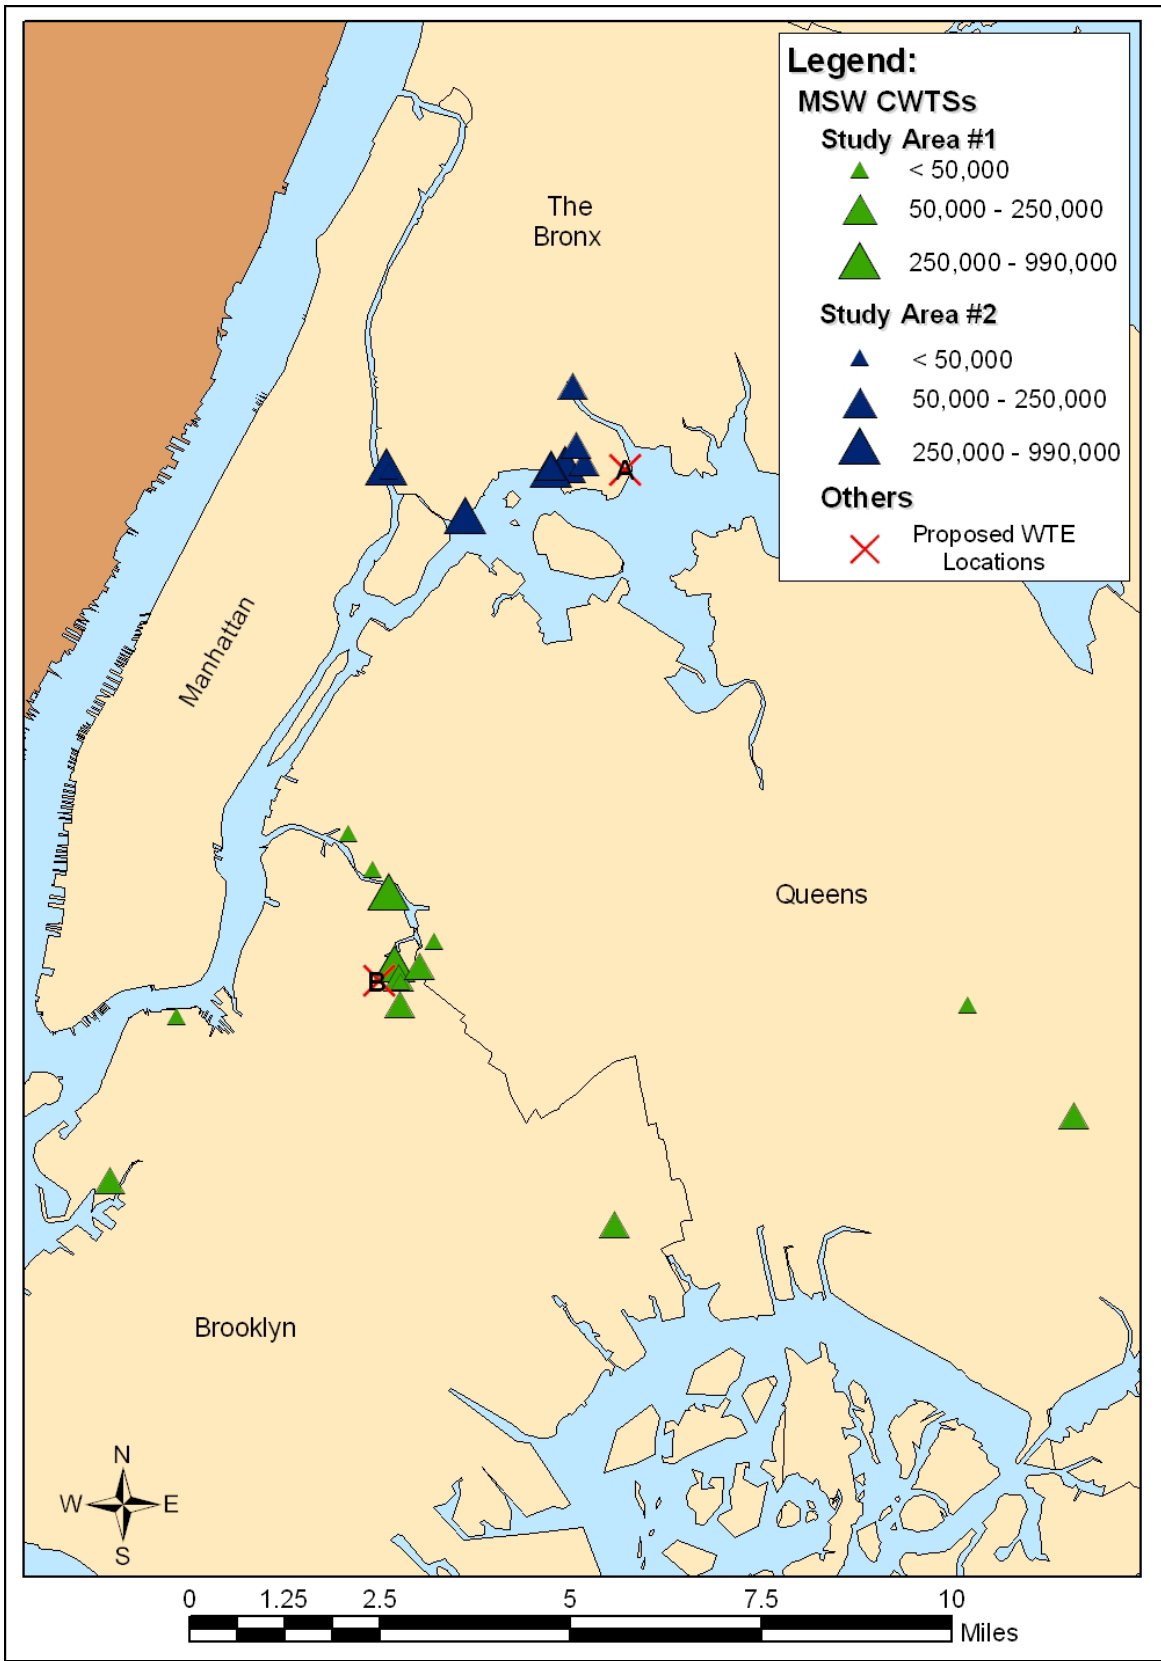 Legend:
MSW CWTSs
Study Area #1
< 50,000
50,000 - 250,000
250,000 - 990,000
Study Area #2
< 50,000
50,000 - 250,000
250,000 - 990,000
Others
Proposed WTE
Locations
The
Bronx
A
Manhattan
Queens
B
Brooklyn
N
W E
S
0 1.25 2.5 5 7.5 10
Miles